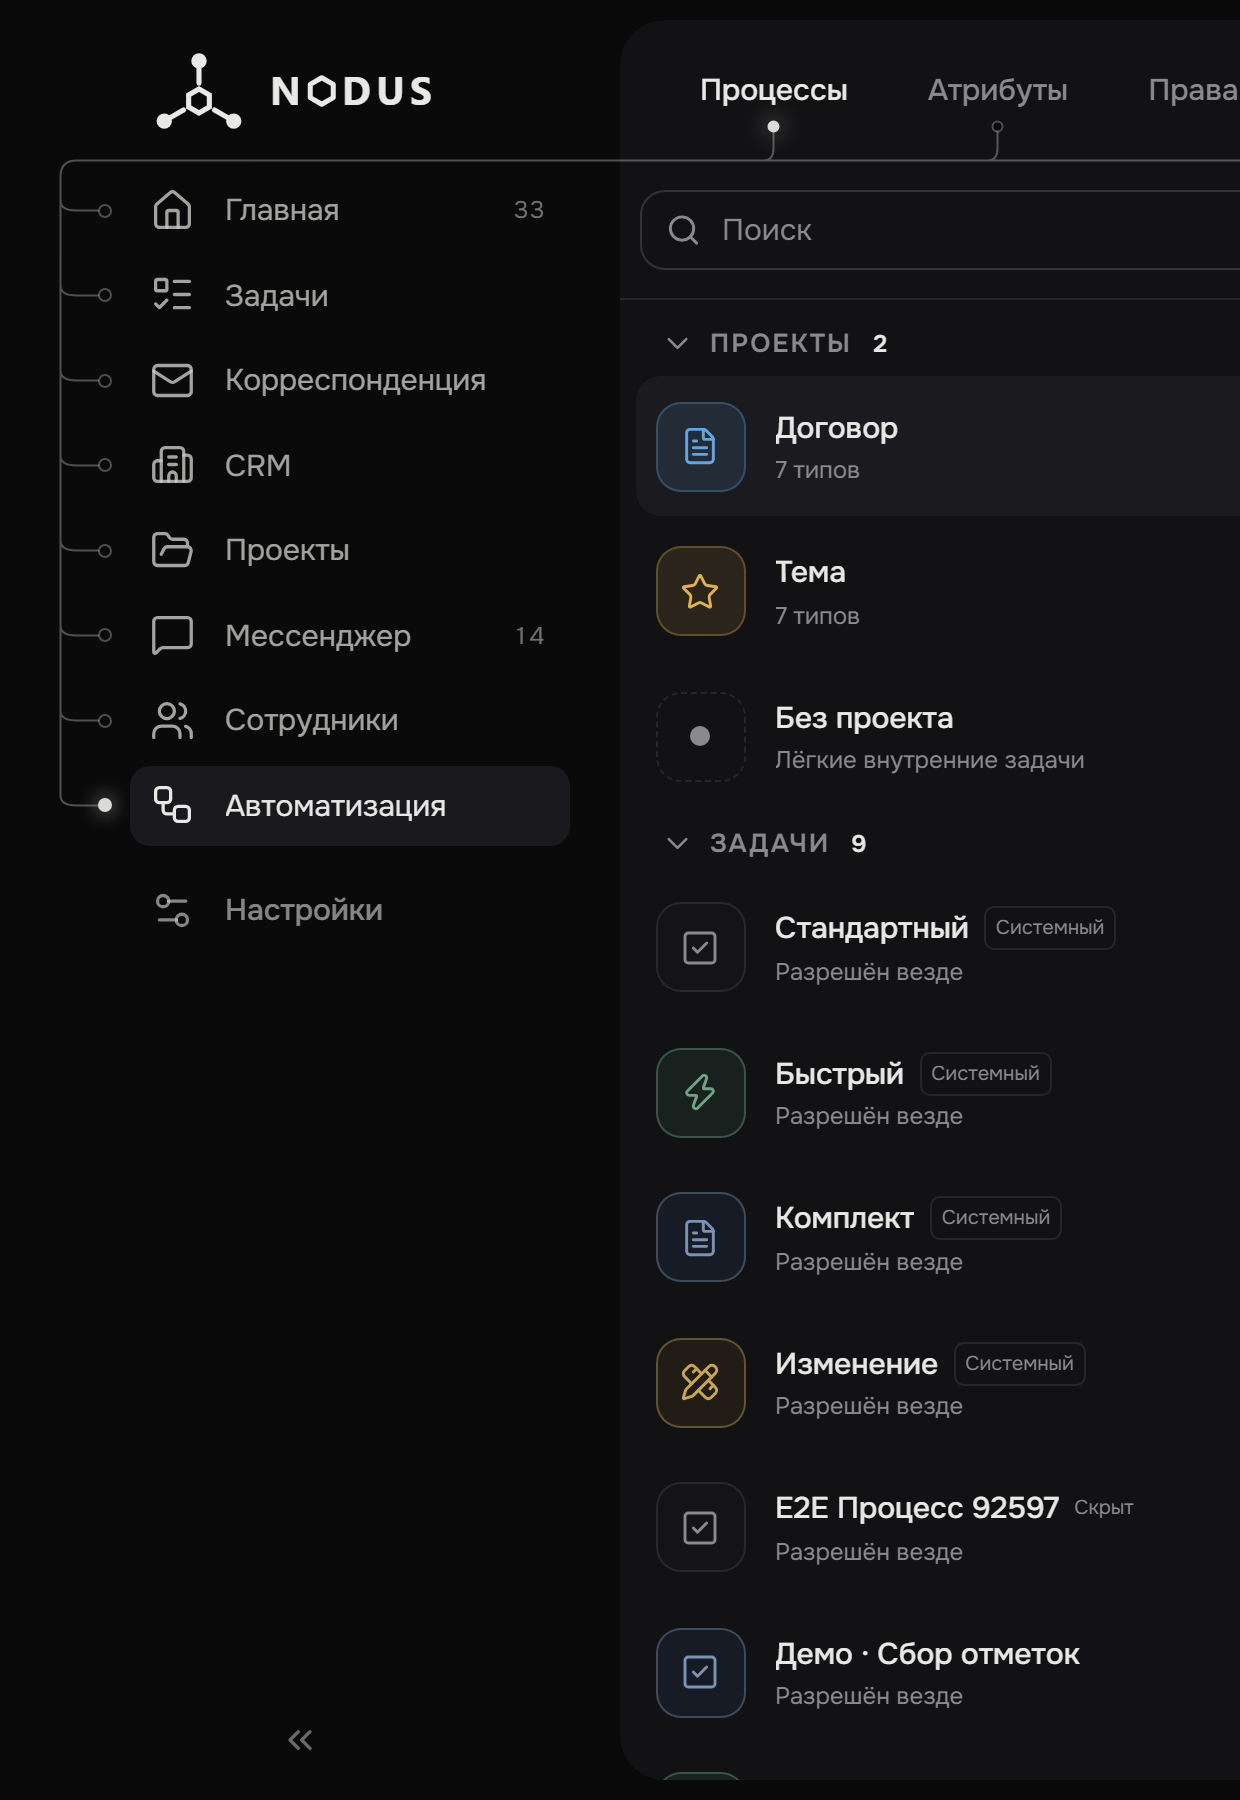 NODUS
Главная 33
Задачи
Корреспонденция
CRM
Проекты
Мессенджер 14
Сотрудники
Автоматизация
Настройки
Процессы Атрибуты Права
Поиск
ПРОЕКТЫ 2
Договор
7 типов
Тема
7 типов
Без проекта
Лёгкие внутренние задачи
ЗАДАЧИ 9
Стандартный Системный
Разрешён везде
Быстрый Системный
Разрешён везде
Комплект Системный
Разрешён везде
Изменение Системный
Разрешён везде
E2E Процесс 92597 Скрыт
Разрешён везде
Демо · Сбор отметок
Разрешён везде